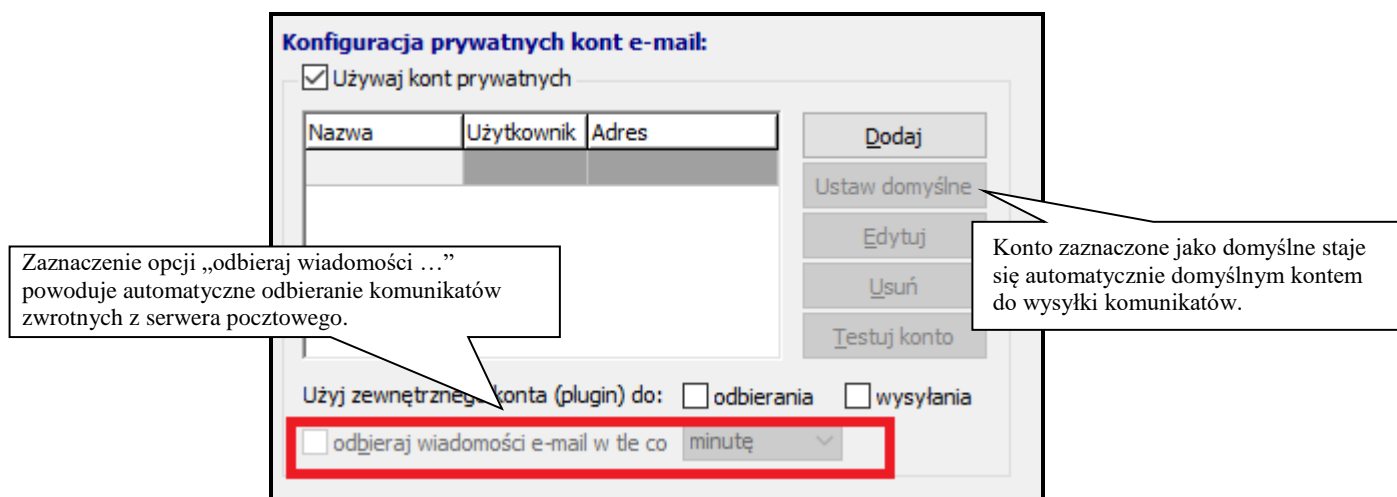 Konfiguracja prywatnych kont e-mail:
Używaj kont prywatnych
Nazwa Użytkownik Adres
Dodaj
Ustaw domyślne
Edytuj
Usuń
Testuj konto
Konto zaznaczone jako domyślne staje
się automatycznie domyślnym kontem
do wysyłki komunikatów.
Zaznaczenie opcji „odbieraj wiadomości …”
powoduje automatyczne odbieranie komunikatów
zwrotnych z serwera pocztowego.
Użyj zewnętrznego konta (plugin) do: odbierania wysyłania
odbieraj wiadomości e-mail w tle co minutę